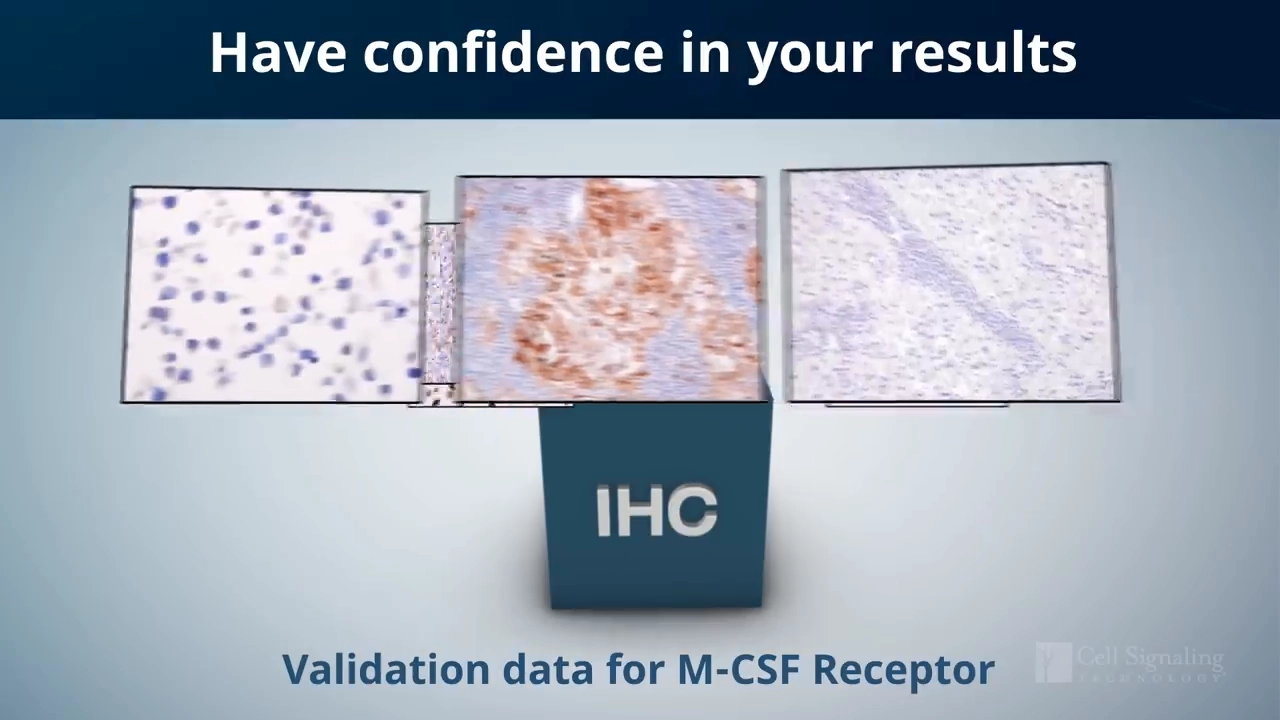 Have confidence in your results
IHC
Validation data for M-CSF Receptor
Cell Signaling
TECHNOLOGY